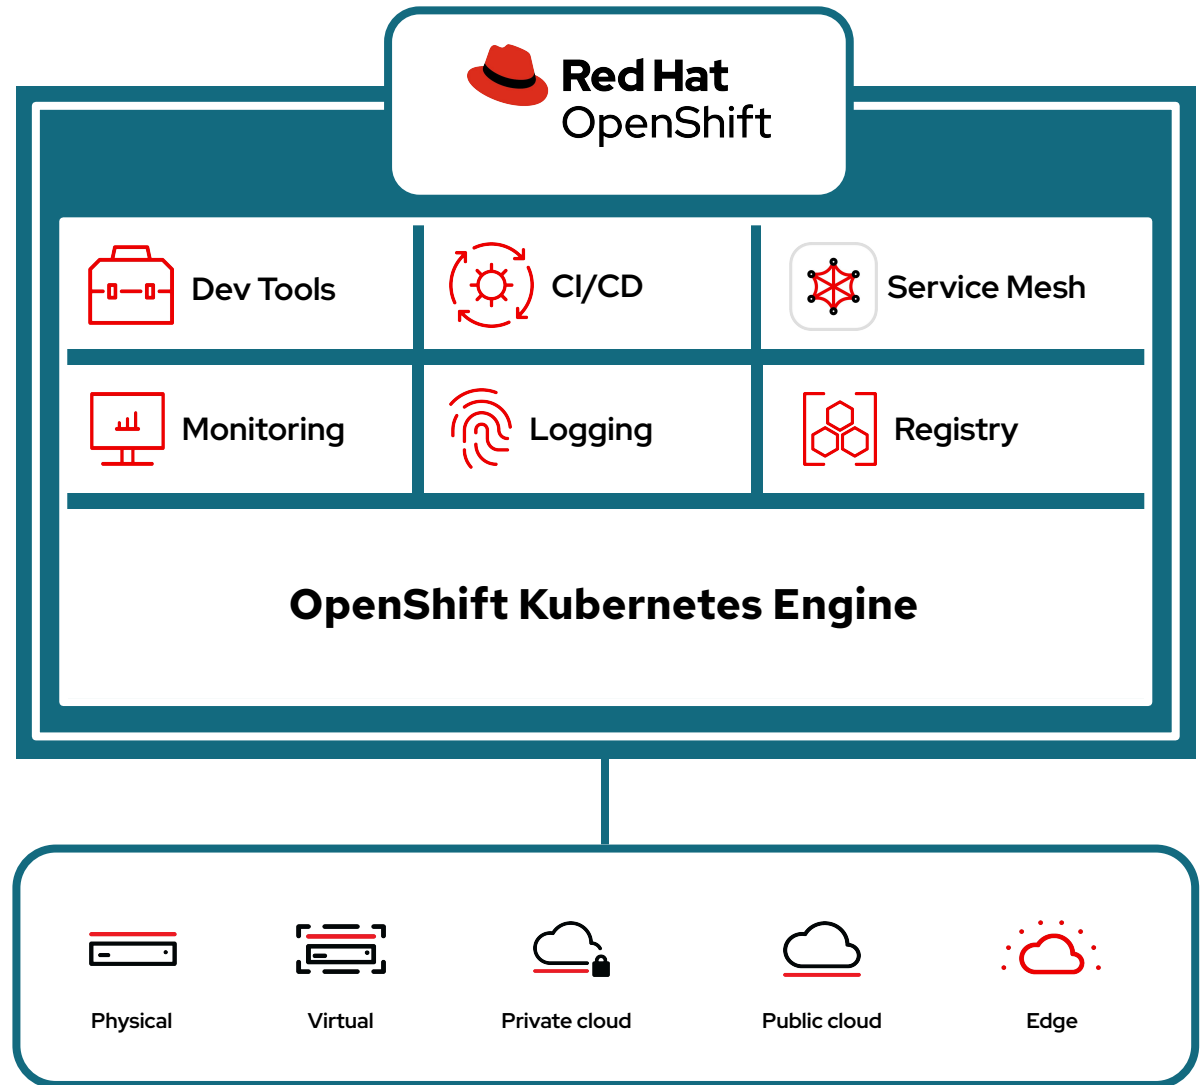 Red Hat
OpenShift
Dev Tools
CI/CD
Service Mesh
Monitoring
Logging
Registry
OpenShift Kubernetes Engine
Physical
Virtual
Private cloud
Public cloud
Edge